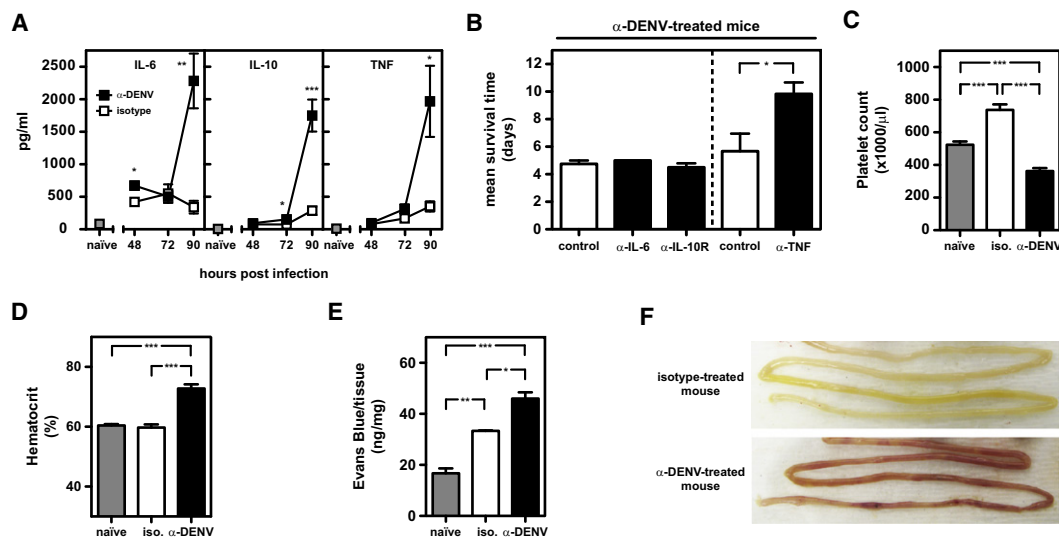 A
pg/ml
2500
2000
1500
1000
500
0
IL-6
IL-10
TNF
α-DENV
isotype
**
*
***
*
*
naïve 48 72 90 naïve 48 72 90 naïve 48 72 90
hours post infection
B
α-DENV-treated mice
mean survival time
(days)
14
12
10
8
6
4
2
0
*
control α-IL-6 α-IL-10R control α-TNF
C
Platelet count
(x1000/μl)
1000
800
600
400
200
0
***
*** ***
naïve iso. α-DENV
D
Hematocrit
(%)
80
60
40
***
***
naïve iso. α-DENV
E
Evans Blue/tissue
(ng/mg)
60
40
20
0
***
*
**
naïve iso. α-DENV
F
isotype-treated
mouse
α-DENV-treated
mouse